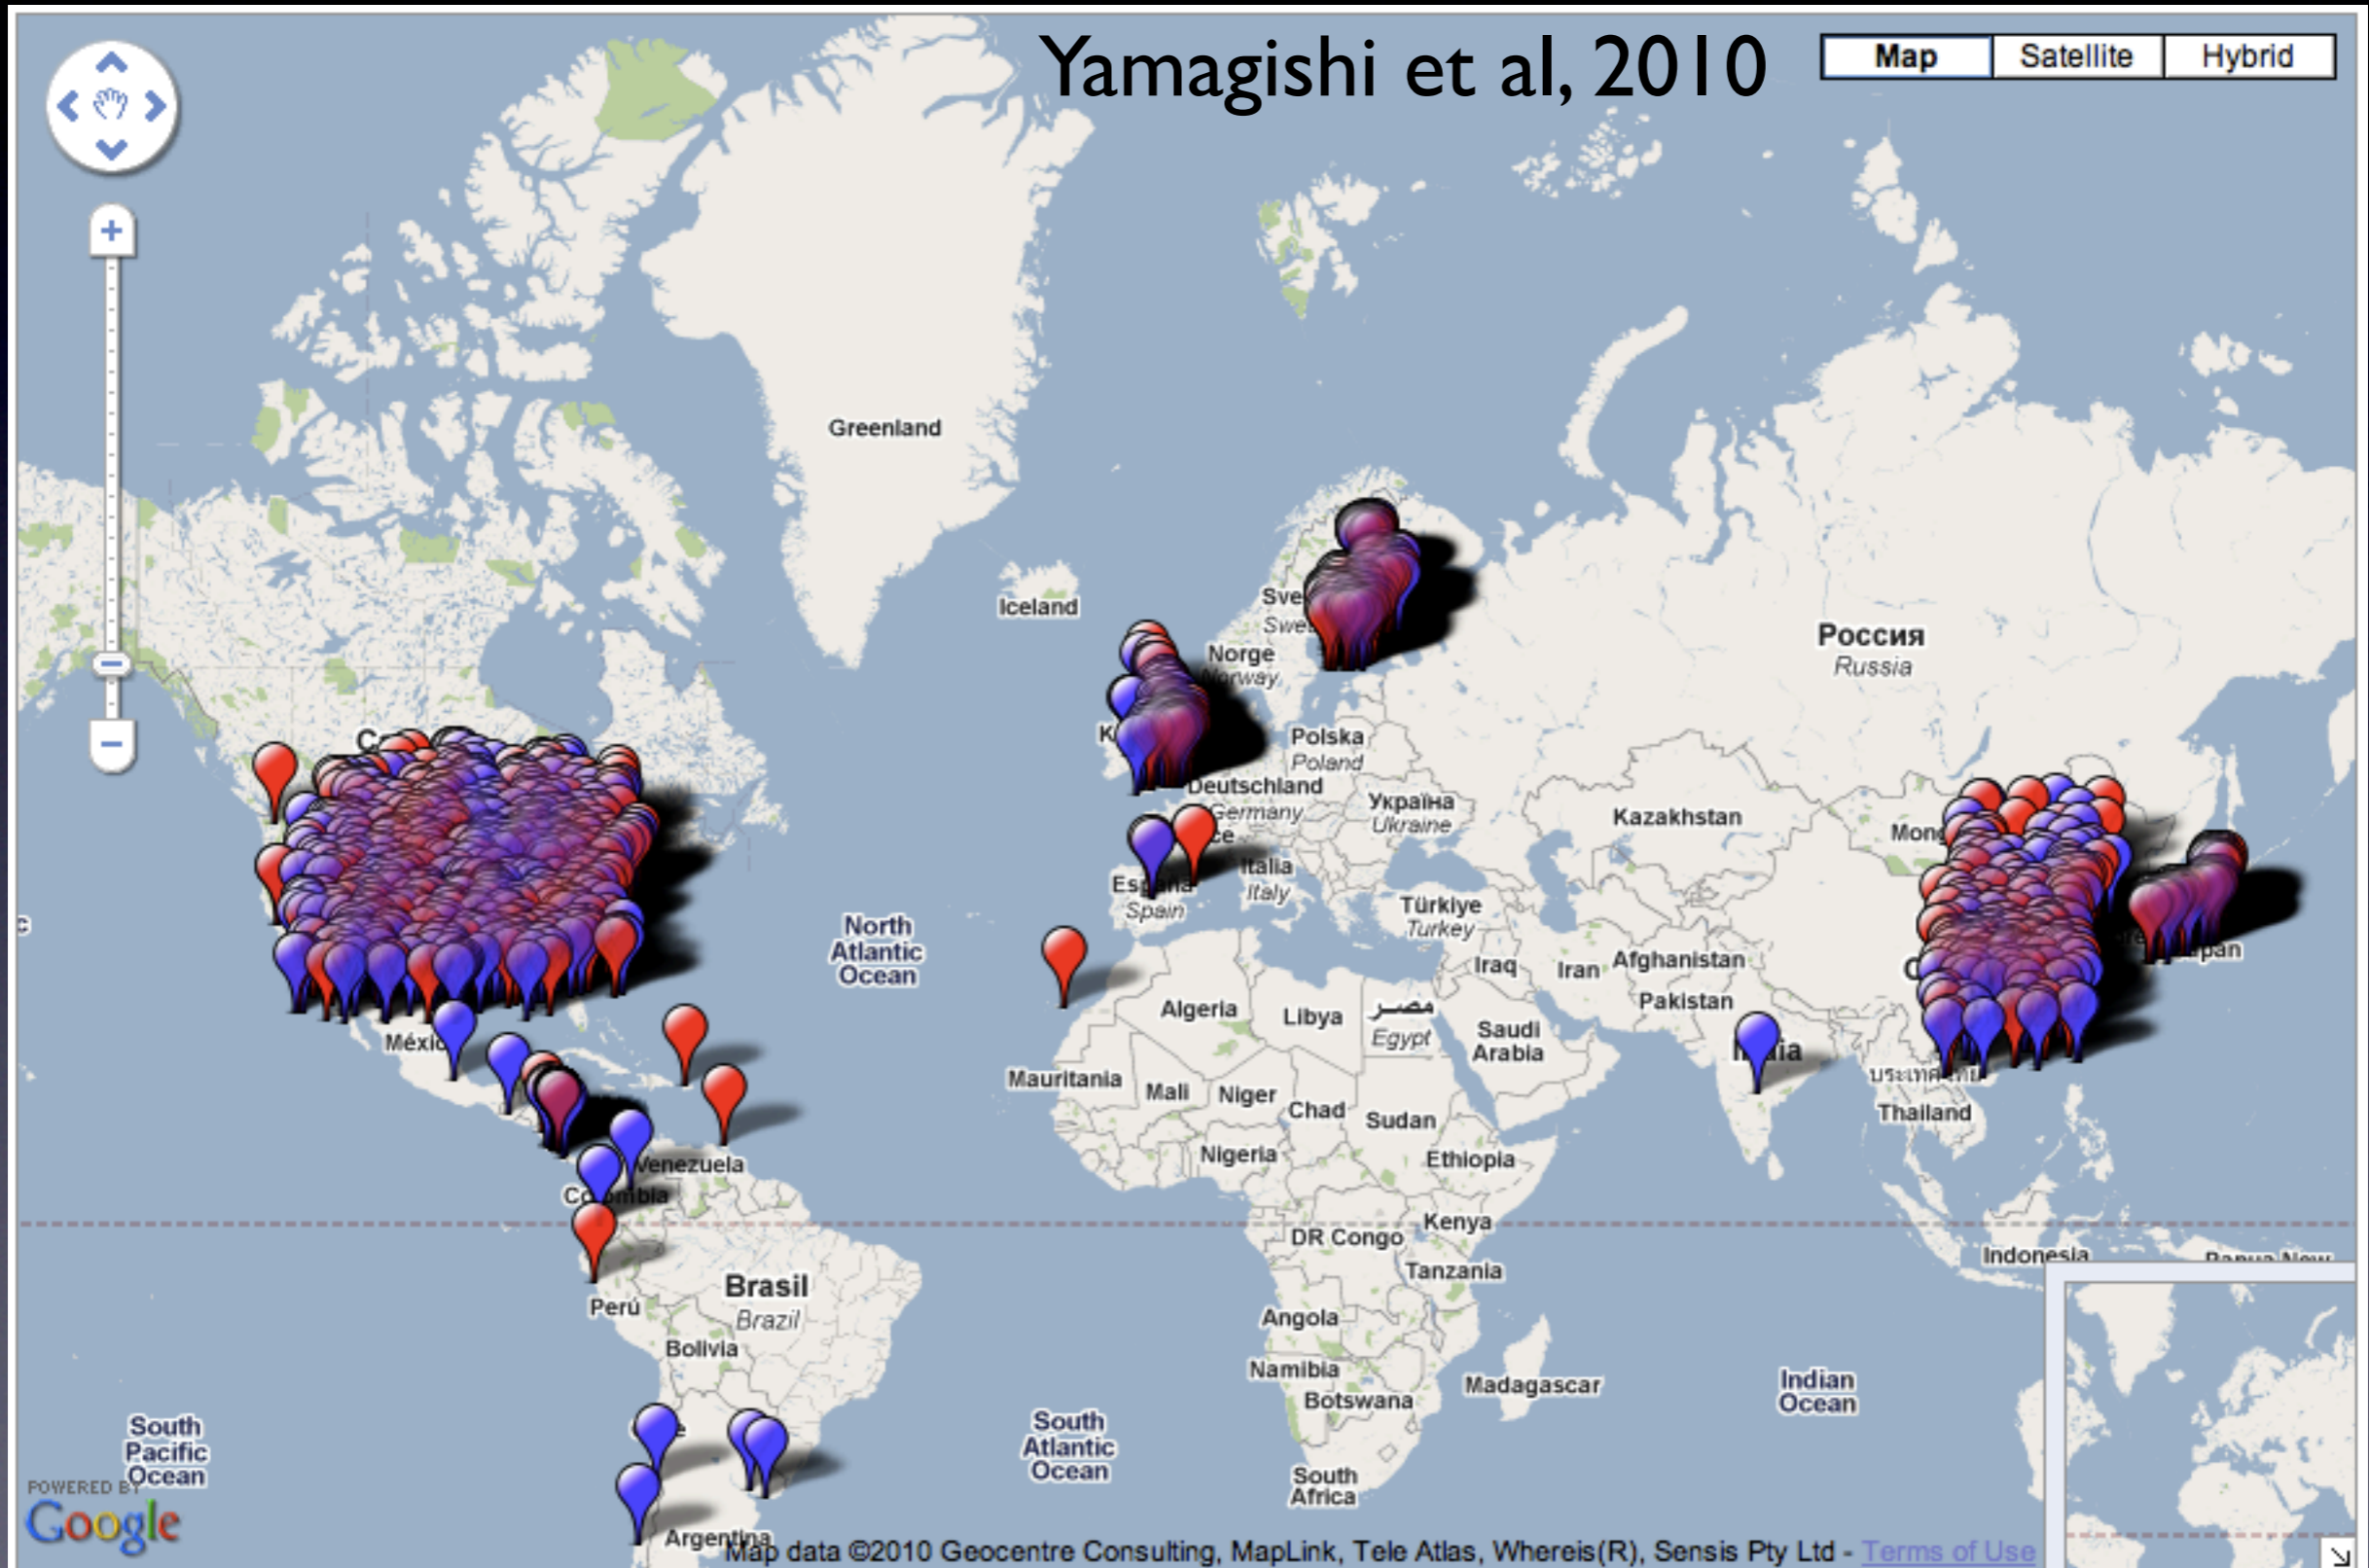 Yamagishi et al, 2010
Map
Satellite
Hybrid
Greenland
Iceland
Norge
Norway
Россия
Russia
Polska
Poland
Deutschland
Germany
Україна
Ukraine
Kazakhstan
Italia
Italy
España
Spain
Türkiye
Turkey
North
Atlantic
Ocean
Iraq
Iran
Afghanistan
Pakistan
Algeria
Libya
مصر
Egypt
Saudi
Arabia
Mauritania
Mali
Niger
Chad
Sudan
Thailand
Nigeria
Ethiopia
Venezuela
Colombia
DR Congo
Kenya
Tanzania
Indonesia
Brasil
Brazil
Perú
Bolivia
Angola
Namibia
Botswana
Madagascar
Indian
Ocean
South
Pacific
Ocean
South
Atlantic
Ocean
South
Africa
Argentina
POWERED BY
Google
Map data ©2010 Geocentre Consulting, MapLink, Tele Atlas, Whereis(R), Sensis Pty Ltd - Terms of Use